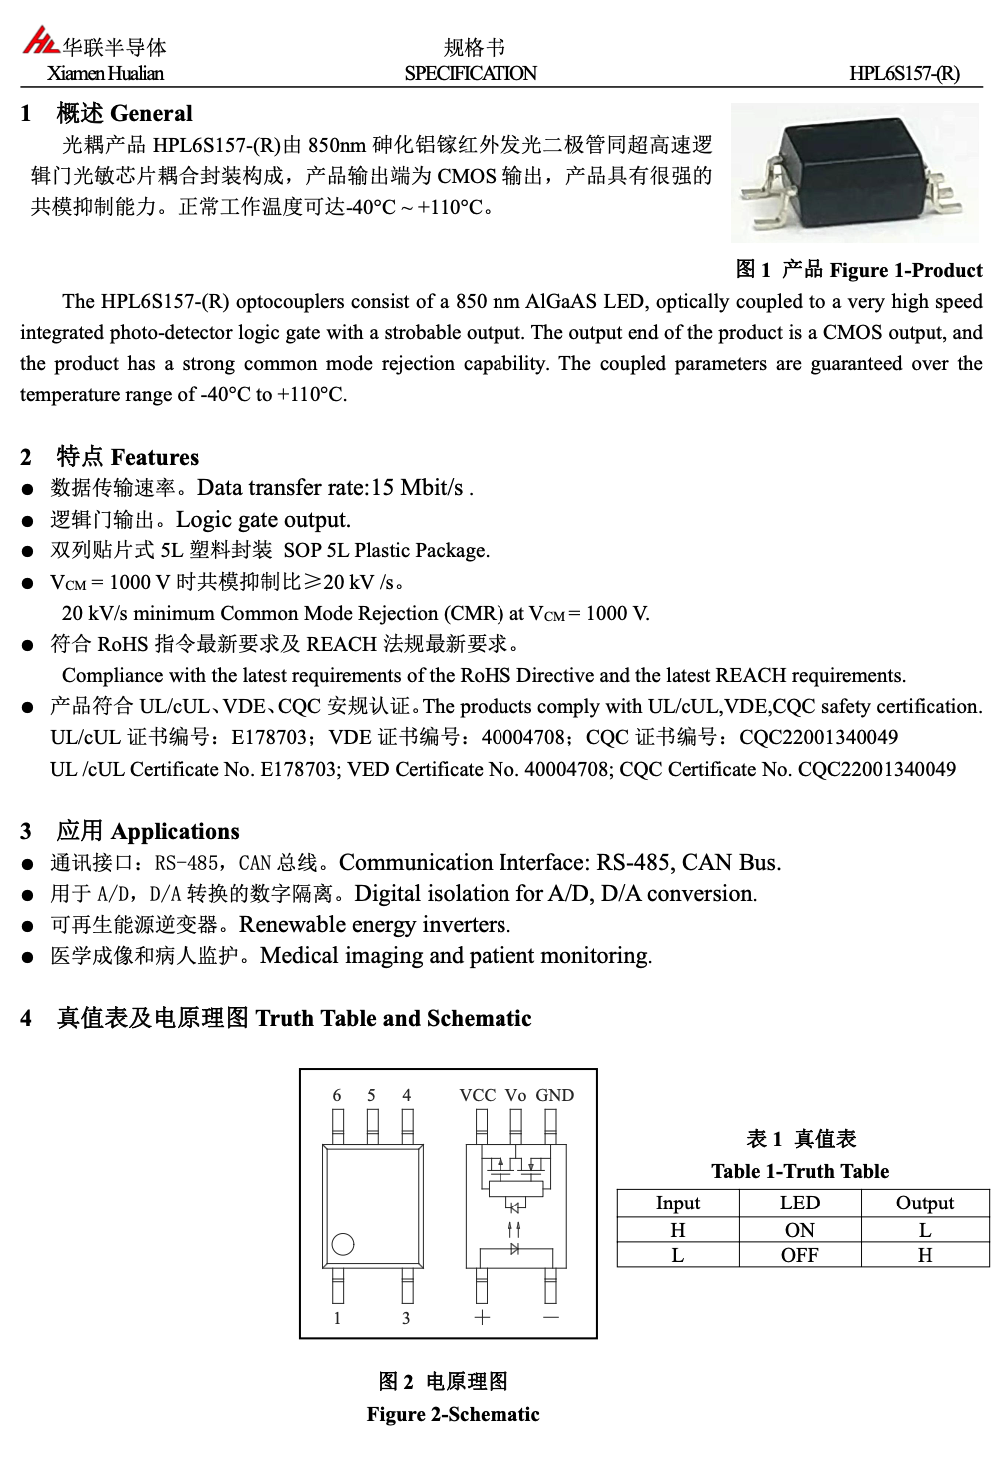 华联半导体
Xiamen Hualian
规格书
SPECIFICATION
HPL6S157-(R)
1 概述 General
光耦产品 HPL6S157-(R)由 850nm 砷化铝镓红外发光二极管同超高速逻
辑门光敏芯片耦合封装构成，产品输出端为 CMOS 输出，产品具有很强的
共模抑制能力。正常工作温度可达-40°C ~ +110°C。
图 1 产品 Figure 1-Product
The HPL6S157-(R) optocouplers consist of a 850 nm AlGaAS LED, optically coupled to a very high speed
integrated photo-detector logic gate with a strobable output. The output end of the product is a CMOS output, and
the product has a strong common mode rejection capability. The coupled parameters are guaranteed over the
temperature range of -40°C to +110°C.
2 特点 Features
● 数据传输速率。Data transfer rate:15 Mbit/s .
● 逻辑门输出。Logic gate output.
● 双列贴片式 5L 塑料封装 SOP 5L Plastic Package.
● VCM = 1000 V 时共模抑制比≥20 kV /s。
20 kV/s minimum Common Mode Rejection (CMR) at VCM = 1000 V.
● 符合 RoHS 指令最新要求及 REACH 法规最新要求。
Compliance with the latest requirements of the RoHS Directive and the latest REACH requirements.
● 产品符合 UL/cUL、VDE、CQC 安规认证。The products comply with UL/cUL,VDE,CQC safety certification.
UL/cUL 证书编号：E178703；VDE 证书编号：40004708；CQC 证书编号：CQC22001340049
UL /cUL Certificate No. E178703; VED Certificate No. 40004708; CQC Certificate No. CQC22001340049
3 应用 Applications
● 通讯接口：RS-485，CAN 总线。Communication Interface: RS-485, CAN Bus.
● 用于 A/D，D/A 转换的数字隔离。Digital isolation for A/D, D/A conversion.
● 可再生能源逆变器。Renewable energy inverters.
● 医学成像和病人监护。Medical imaging and patient monitoring.
4 真值表及电原理图 Truth Table and Schematic
6 5 4 VCC Vo GND
1 3 + −
图 2 电原理图
Figure 2-Schematic
表 1 真值表
Table 1-Truth Table
Input LED Output
H ON L
L OFF H